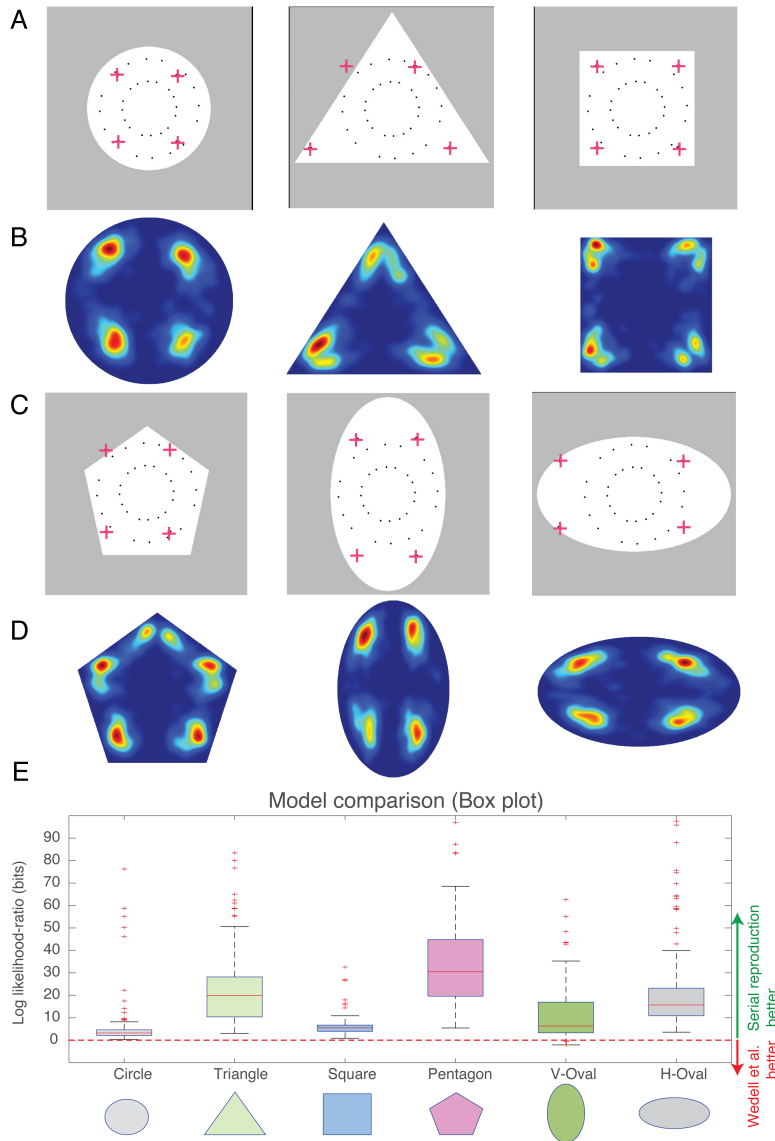 A
B
C
D
E
Model comparison (Box plot)
Log likelihood-ratio (bits)
90
80
70
60
50
40
30
20
10
0
Serial reproduction
better
Wedell et al.
better
Circle Triangle Square Pentagon V-Oval H-Oval